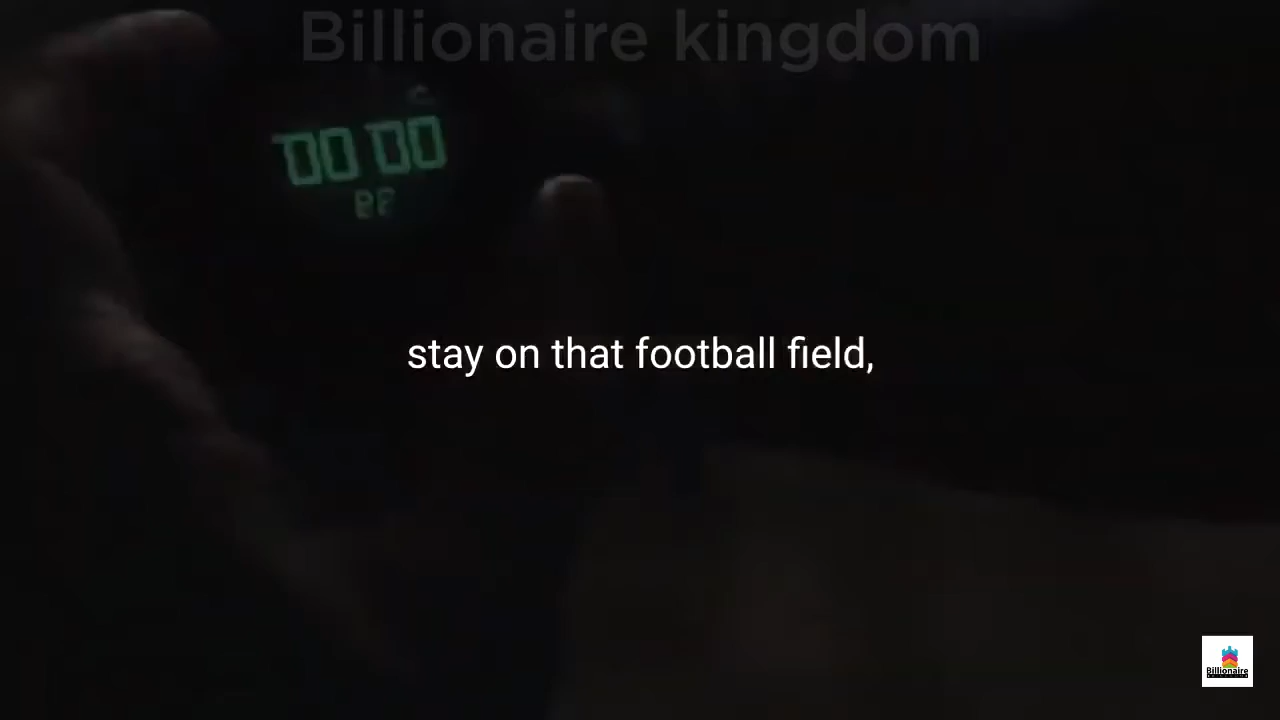 Billionaire kingdom
00 00
stay on that football field,
Billionaire